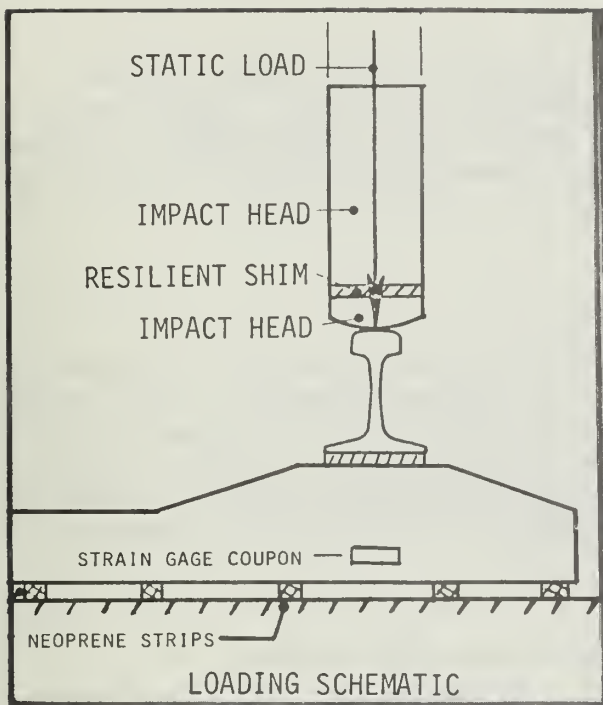 STATIC LOAD
IMPACT HEAD
RESILIENT SHIM
IMPACT HEAD
STRAIN GAGE COUPON
NEOPRENE STRIPS
LOADING SCHEMATIC